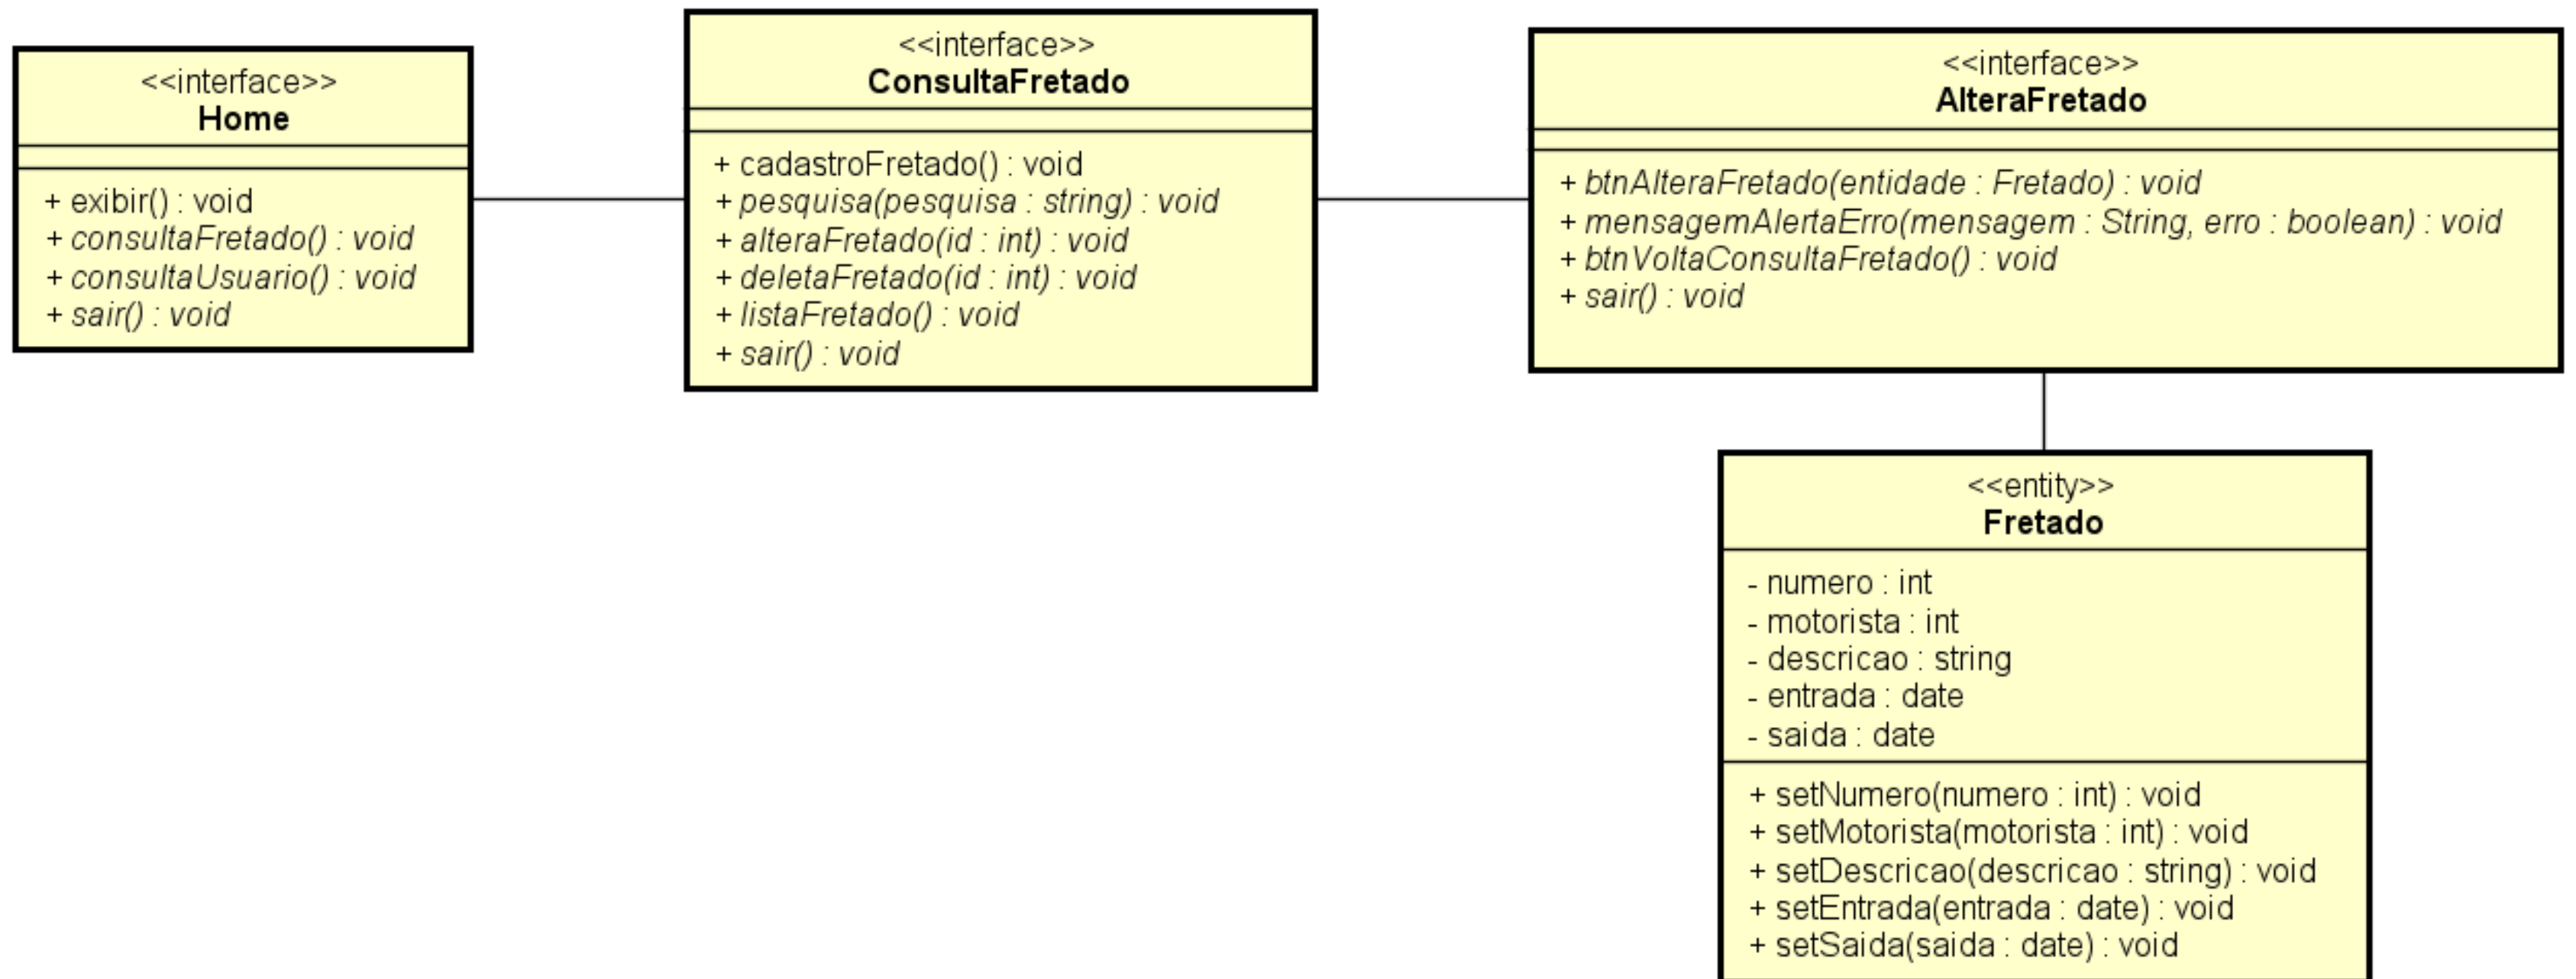 <<interface>>
Home
+ exibir() : void
+ consultaFretado() : void
+ consultaUsuario() : void
+ sair() : void
<<interface>>
ConsultaFretado
+ cadastroFretado() : void
+ pesquisa(pesquisa : string) : void
+ alteraFretado(id : int) : void
+ deletaFretado(id : int) : void
+ listaFretado() : void
+ sair() : void
<<interface>>
AlteraFretado
+ btnAlteraFretado(entidade : Fretado) : void
+ mensagemAlertaErro(mensagem : String, erro : boolean) : void
+ btnVoltaConsultaFretado() : void
+ sair() : void
<<entity>>
Fretado
- numero : int
- motorista : int
- descricao : string
- entrada : date
- saida : date
+ setNumero(numero : int) : void
+ setMotorista(motorista : int) : void
+ setDescricao(descricao : string) : void
+ setEntrada(entrada : date) : void
+ setSaida(saida : date) : void